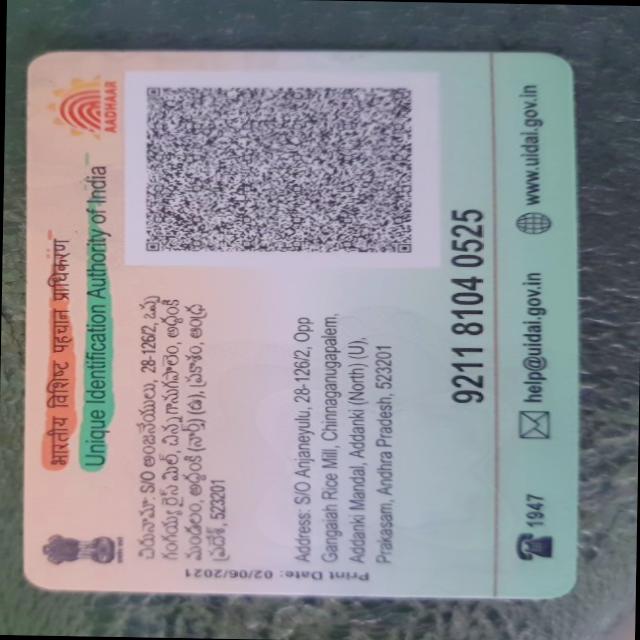 भारतीय विशिष्ट पहचान प्राधिकरण
Unique Identification Authority of India
AADHAAR
చిరునామా: S/O ఆంజనేయులు, 28-126/2, ఒప్ప
గంగయ్య రైస్ మిల్, చిన్నగానుగపాలెం, అద్దంకి
మండలం, అద్దంకి (నార్త్) (ఉ), ప్రకాశం, ఆంధ్ర
ప్రదేశ్, 523201
Address: S/O Anjaneyulu, 28-126/2, Opp
Gangaiah Rice Mill, Chinnaganugapalem,
Addanki Mandal, Addanki (North) (U),
Prakasam, Andhra Pradesh, 523201
Print Date: 02/06/2021
9211 8104 0525
1947
help@uidai.gov.in
www.uidai.gov.in